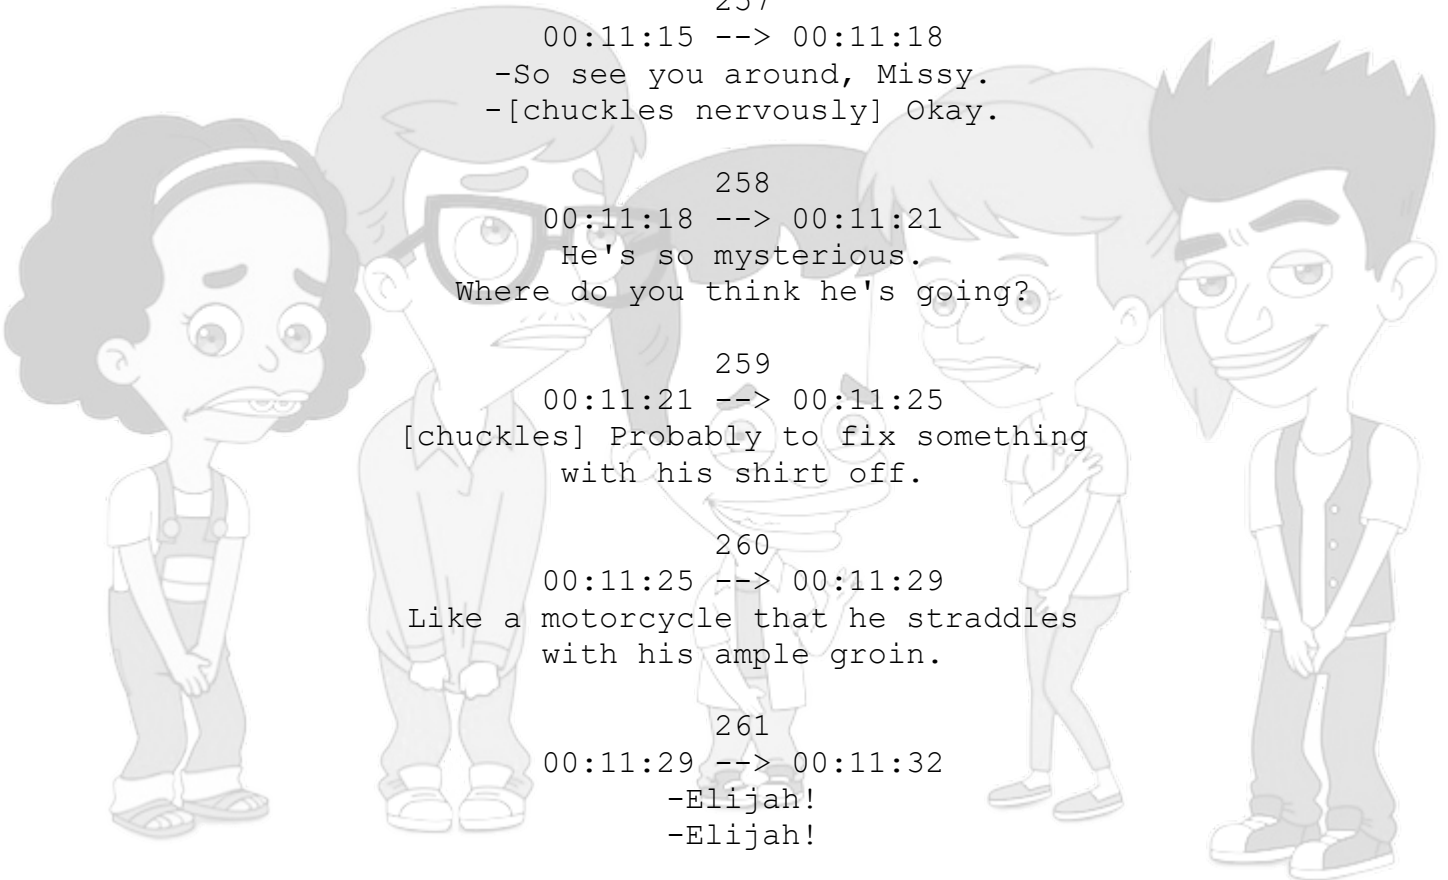 257
00:11:15 --> 00:11:18
-So see you around, Missy.
-[chuckles nervously] Okay.
258
00:11:18 --> 00:11:21
He's so mysterious.
Where do you think he's going?
259
00:11:21 --> 00:11:25
[chuckles] Probably to fix something
with his shirt off.
260
00:11:25 --> 00:11:29
Like a motorcycle that he straddles
with his ample groin.
261
00:11:29 --> 00:11:32
-Elijah!
-Elijah!